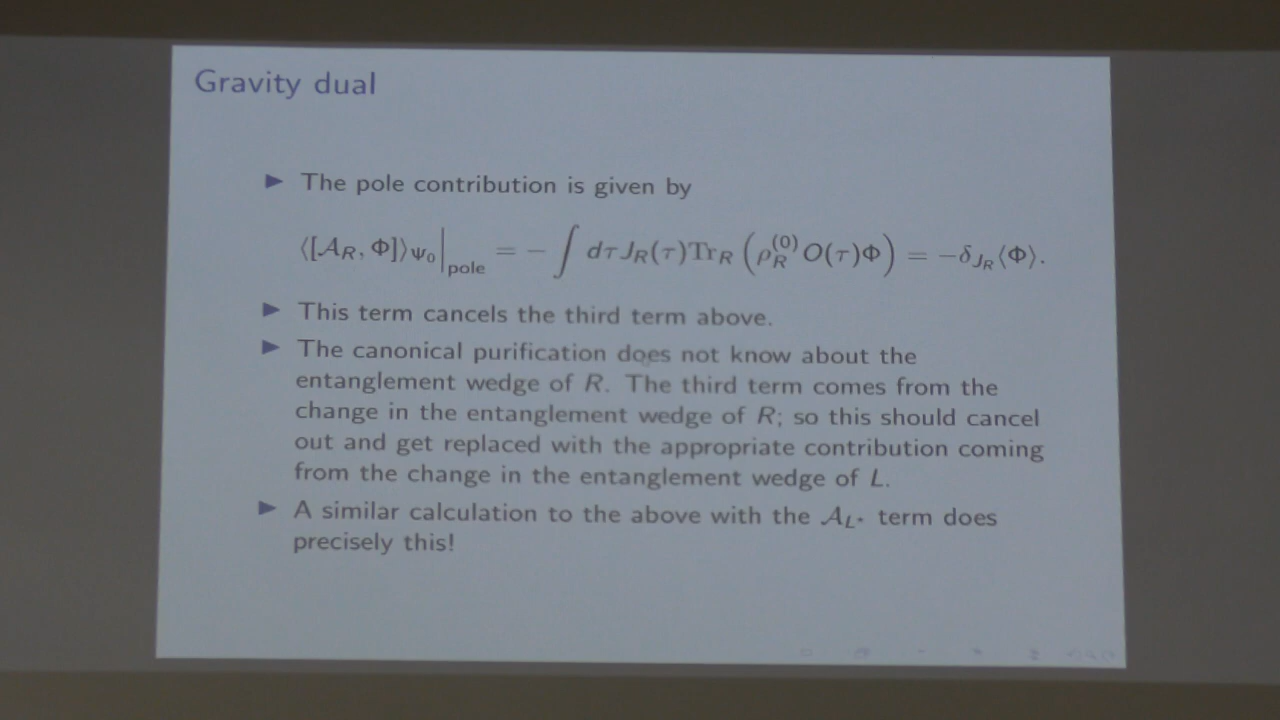 Gravity dual
▶ The pole contribution is given by
⟨[𝒜_R, Φ]⟩_{Ψ₀}|_{pole} = − ∫ dτ J_R(τ) Tr_R (ρ_R^{(0)} O(τ)Φ) = −δ_{J_R}⟨Φ⟩.
▶ This term cancels the third term above.
▶ The canonical purification does not know about the
entanglement wedge of R. The third term comes from the
change in the entanglement wedge of R; so this should cancel
out and get replaced with the appropriate contribution coming
from the change in the entanglement wedge of L.
▶ A similar calculation to the above with the 𝒜_{L*} term does
precisely this!